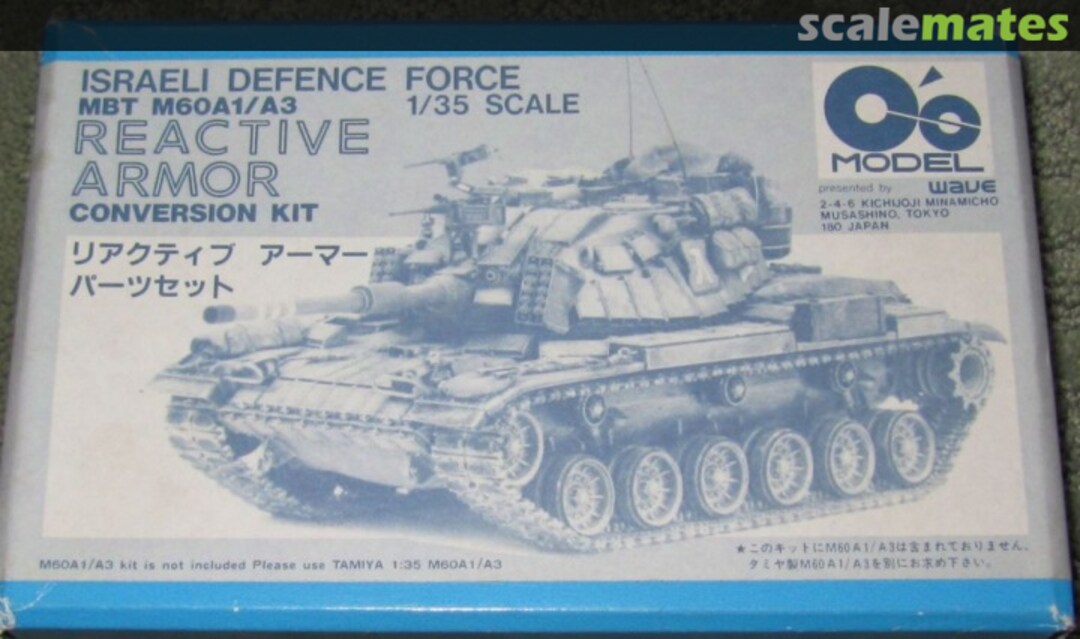 scalemates
ISRAELI DEFENCE FORCE
MBT M60A1/A3 1/35 SCALE
REACTIVE
ARMOR
CONVERSION KIT
リアクティブ アーマー
パーツセット
O'o
MODEL
presented by wave
2-4-6 KICHIJOJI MINAMICHO
MUSASHINO, TOKYO
180 JAPAN
M60A1/A3 kit is not included Please use TAMIYA 1:35 M60A1/A3
★このキットにM60A1/A3は含まれておりません。
タミヤ製M60A1/A3を別にお求め下さい。